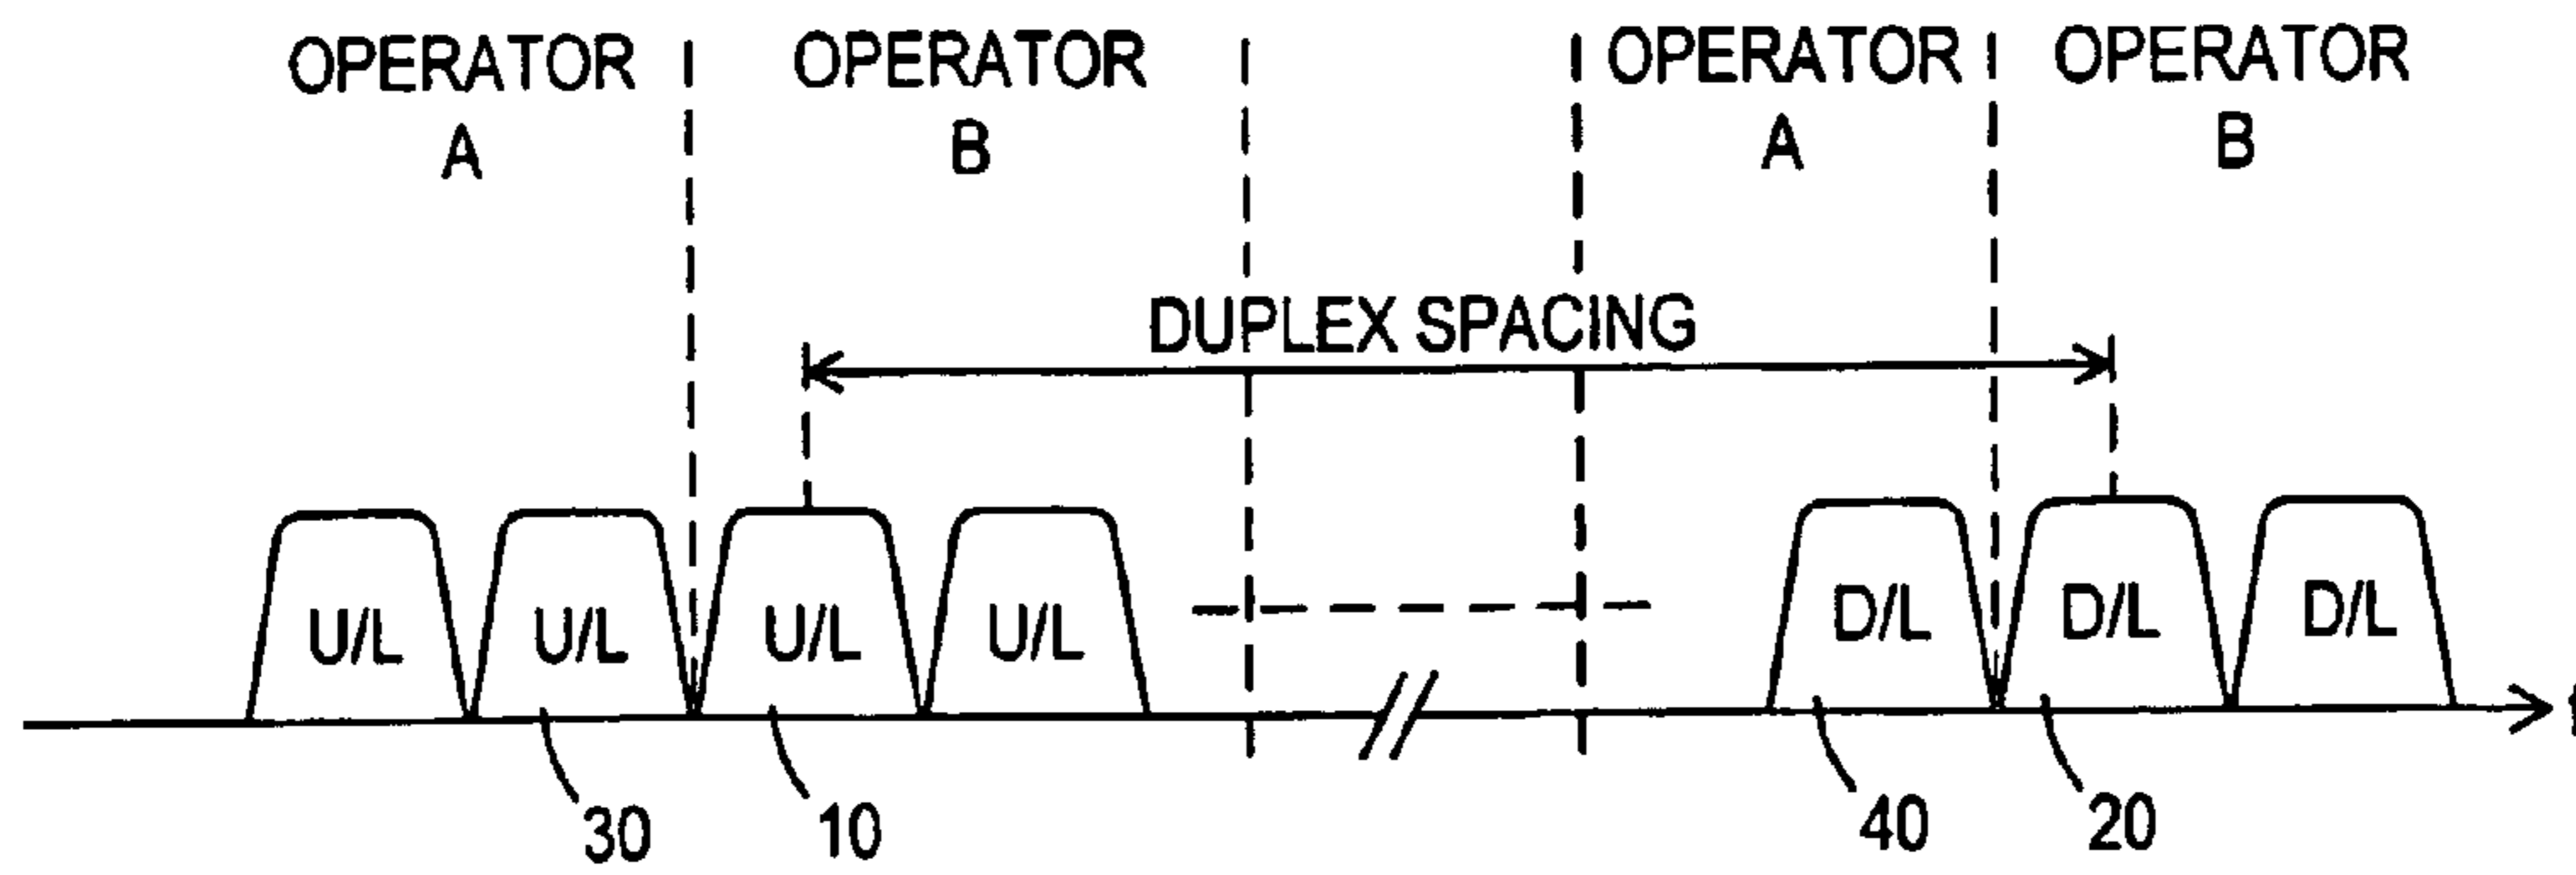 OPERATOR A
OPERATOR B
OPERATOR A
OPERATOR B
DUPLEX SPACING
U/L
U/L
U/L
U/L
D/L
D/L
D/L
30
10
40
20